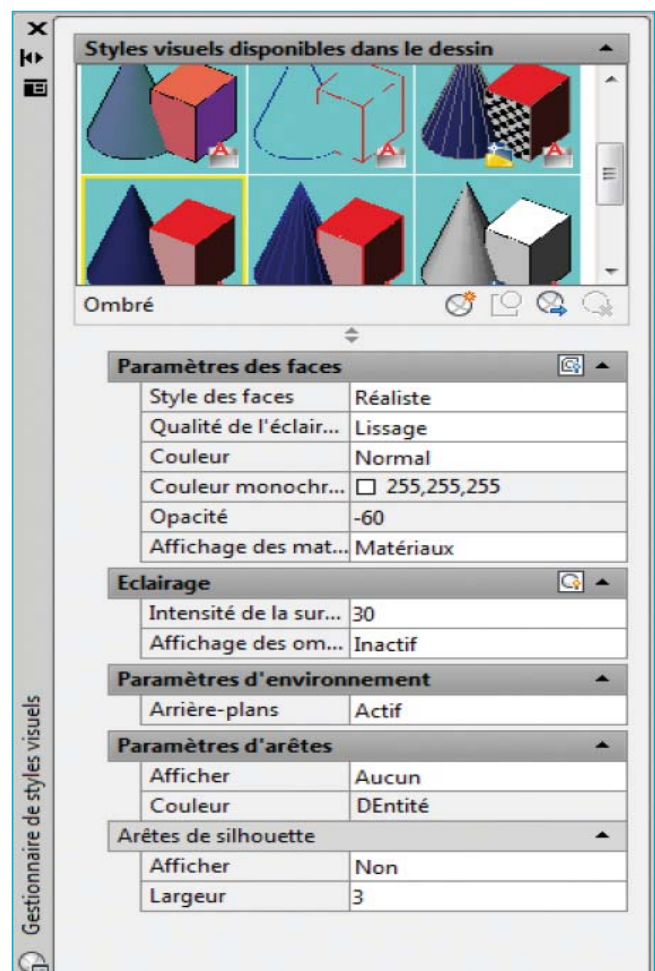 Styles visuels disponibles dans le dessin
Ombré
Paramètres des faces
Style des faces Réaliste
Qualité de l'éclair... Lissage
Couleur Normal
Couleur monochr... 255,255,255
Opacité -60
Affichage des mat... Matériaux
Eclairage
Intensité de la sur... 30
Affichage des om... Inactif
Paramètres d'environnement
Arrière-plans Actif
Paramètres d'arêtes
Afficher Aucun
Couleur DEntité
Arêtes de silhouette
Afficher Non
Largeur 3
Gestionnaire de styles visuels